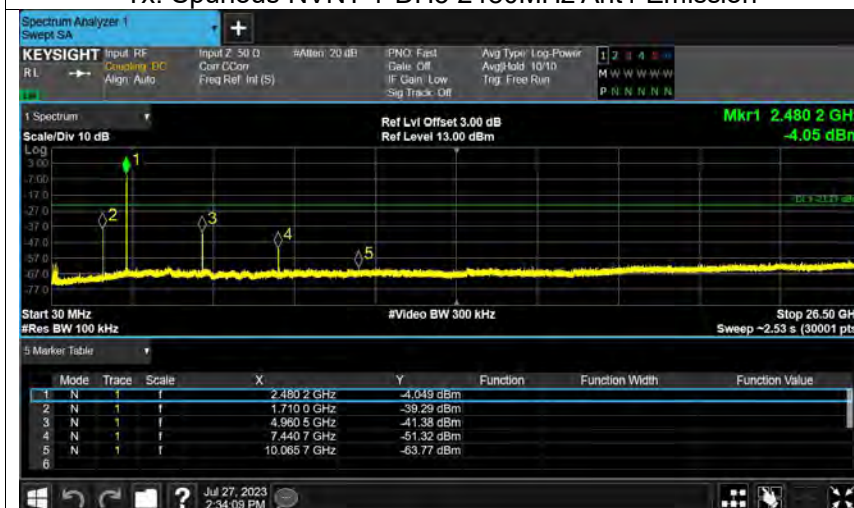 Tx. Spurious NVNT 1-DH5 2480MHz Ant1 Emission
Spectrum Analyzer 1
Swept SA
+
KEYSIGHT Input: RF Input Z: 50 Ω #Atten: 20 dB PNO: Fast Avg Type: Log-Power 1 2 3 4 5 6
RL Coupling: DC Corr CCorr Gate: Off Avg|Hold: 10/10 M W W W W W
Align: Auto Freq Ref: Int (S) IF Gain: Low Trig: Free Run
Sig Track: Off P N N N N N
1 Spectrum Ref Lvl Offset 3.00 dB Mkr1 2.480 2 GH
Scale/Div 10 dB Ref Level 13.00 dBm -4.05 dBm
Log
3.00
-7.00
-17.0
-27.0
-37.0
-47.0
-57.0
-67.0
-77.0
1
2
3
4
5
Start 30 MHz #Video BW 300 kHz Stop 26.50 GH
#Res BW 100 kHz Sweep ~2.53 s (30001 pts
5 Marker Table
Mode Trace Scale X Y Function Function Width Function Value
1 N 1 f 2.480 2 GHz -4.049 dBm
2 N 1 f 1.710 0 GHz -39.29 dBm
3 N 1 f 4.960 5 GHz -41.38 dBm
4 N 1 f 7.440 7 GHz -51.32 dBm
5 N 1 f 10.065 7 GHz -63.77 dBm
6
? Jul 27, 2023
2:34:09 PM